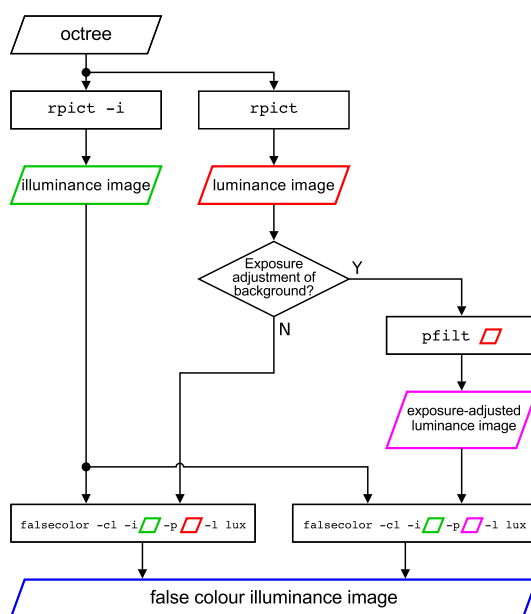 octree
rpict -i
rpict
illuminance image
luminance image
Exposure
adjustment of
background?
Y
N
pfilt
exposure-adjusted
luminance image
falsecolor -cl -i -p -l lux
falsecolor -cl -i -p -l lux
false colour illuminance image